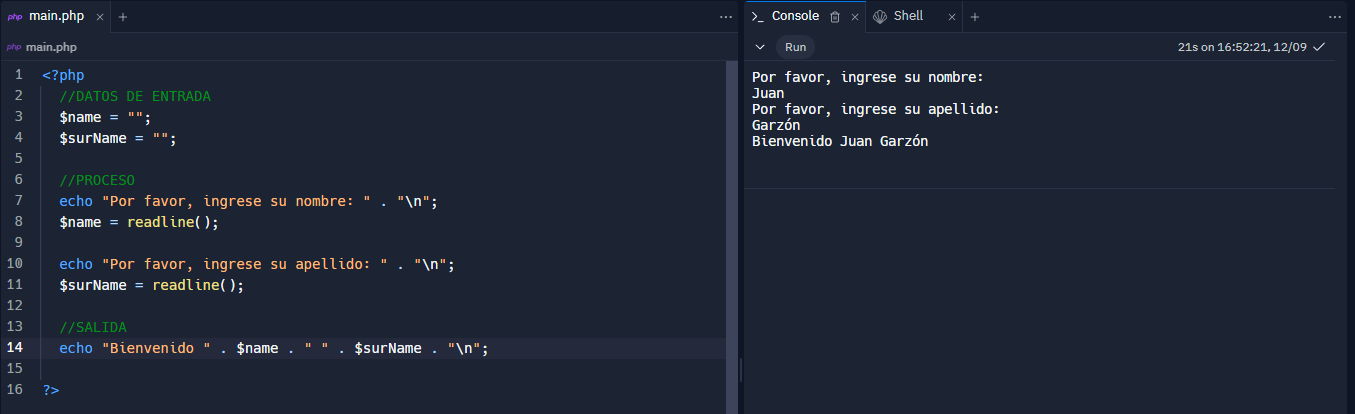 php main.php
php main.php
1 <?php
2 //DATOS DE ENTRADA
3 $name = "";
4 $surName = "";
5
6 //PROCESO
7 echo "Por favor, ingrese su nombre: " . "\n";
8 $name = readline();
9
10 echo "Por favor, ingrese su apellido: " . "\n";
11 $surName = readline();
12
13 //SALIDA
14 echo "Bienvenido " . $name . " " . $surName . "\n";
15
16 ?>
Console Shell
Run 21s on 16:52:21, 12/09
Por favor, ingrese su nombre:
Juan
Por favor, ingrese su apellido:
Garzón
Bienvenido Juan Garzón